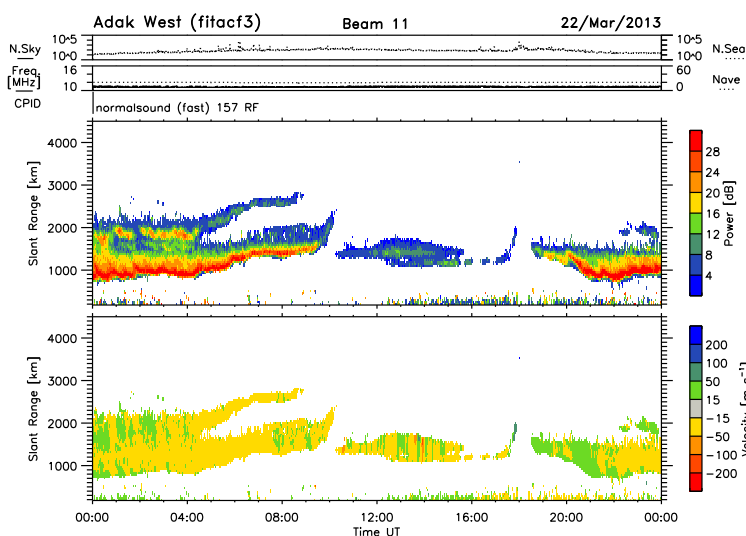 Adak West (fitacf3) Beam 11 22/Mar/2013
N.Sky 10^5 10^0 10^5 10^0 N.Sea
Freq. [MHz] 16 10 60 0 Nave
CPID normalsound (fast) 157 RF
Slant Range [km] 4000 3000 2000 1000
28 24 20 16 12 8 4 Power [dB]
Slant Range [km] 4000 3000 2000 1000
200 100 50 15 -15 -50 -100 -200 Velocity [m s^-1]
00:00 04:00 08:00 12:00 16:00 20:00 00:00
Time UT